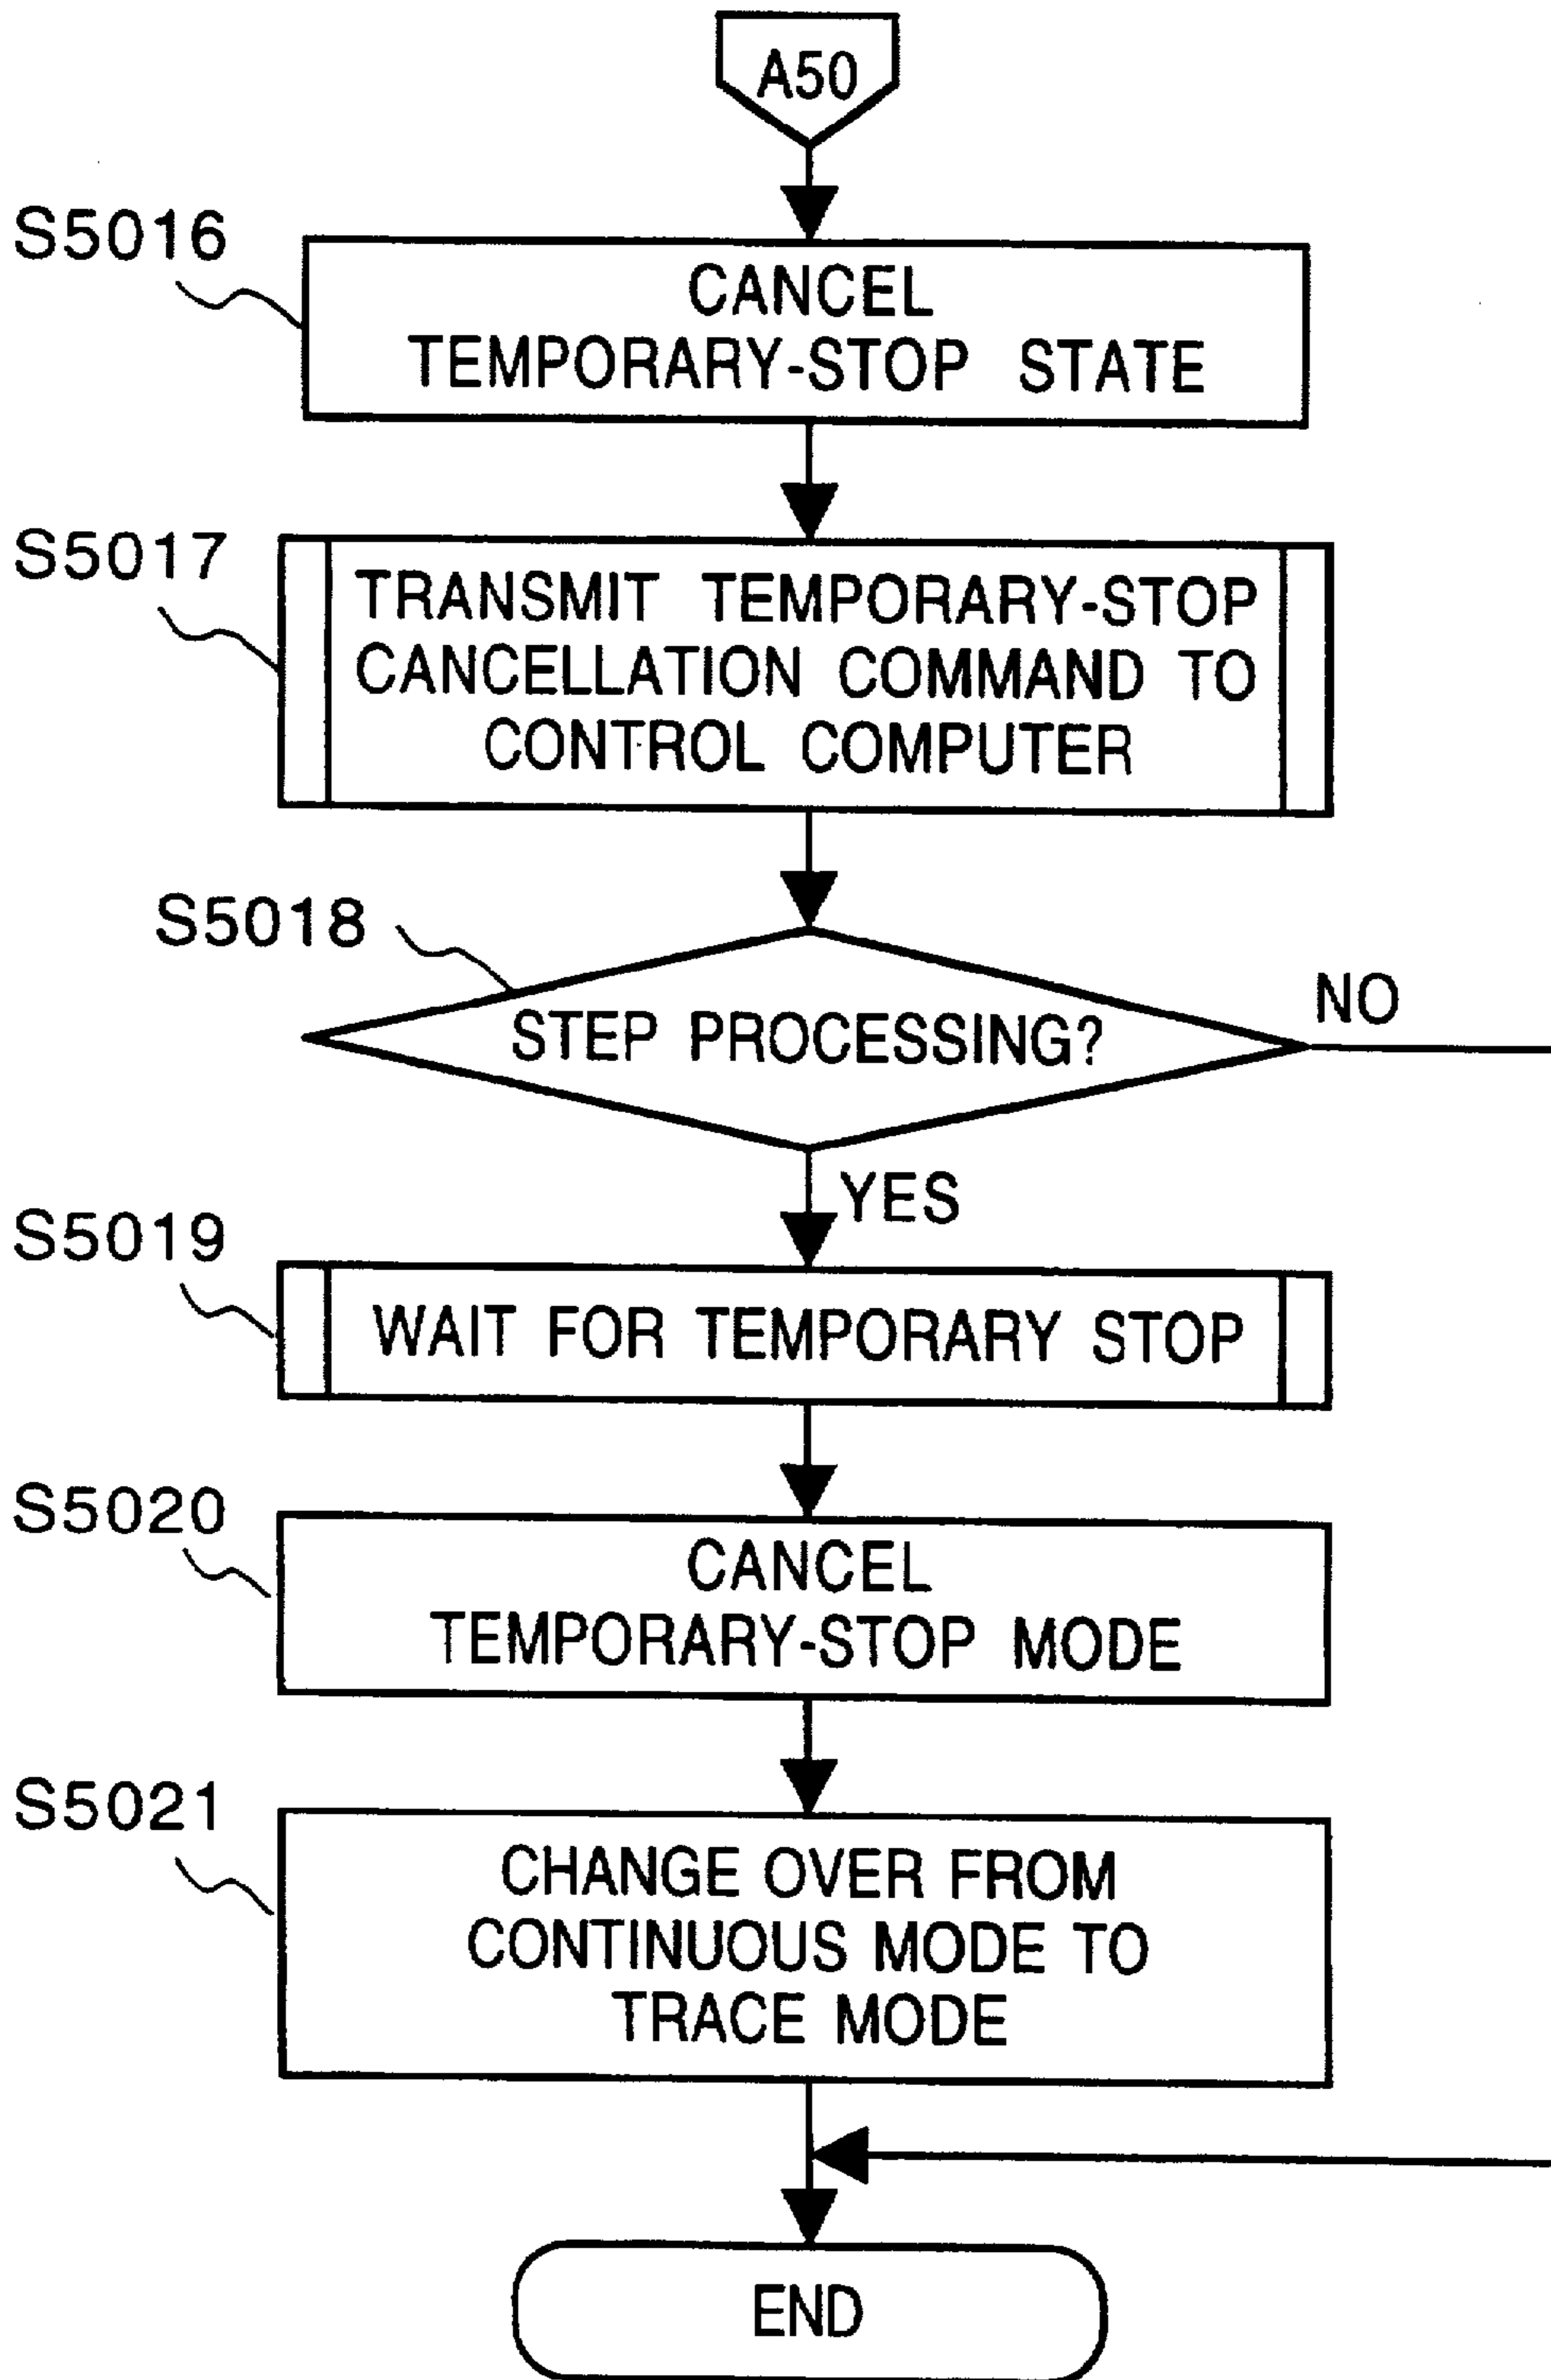 A50
S5016
CANCEL
TEMPORARY-STOP STATE
S5017
TRANSMIT TEMPORARY-STOP
CANCELLATION COMMAND TO
CONTROL COMPUTER
S5018
STEP PROCESSING?
NO
YES
S5019
WAIT FOR TEMPORARY STOP
S5020
CANCEL
TEMPORARY-STOP MODE
S5021
CHANGE OVER FROM
CONTINUOUS MODE TO
TRACE MODE
END